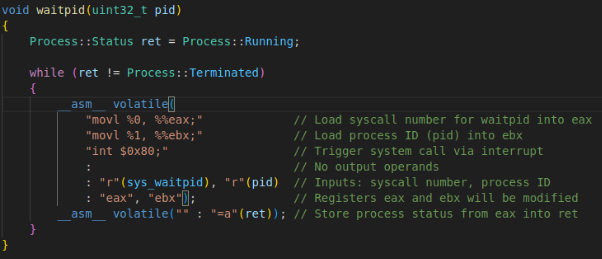 void waitpid(uint32_t pid)
{
    Process::Status ret = Process::Running;
    while (ret != Process::Terminated)
    {
        __asm__ volatile(
            "movl %0, %%eax;"             // Load syscall number for waitpid into eax
            "movl %1, %%ebx;"             // Load process ID (pid) into ebx
            "int $0x80;"                  // Trigger system call via interrupt
            :                             // No output operands
            : "r"(sys_waitpid), "r"(pid)  // Inputs: syscall number, process ID
            : "eax", "ebx");              // Registers eax and ebx will be modified
        __asm__ volatile("" : "=a"(ret)); // Store process status from eax into ret
    }
}